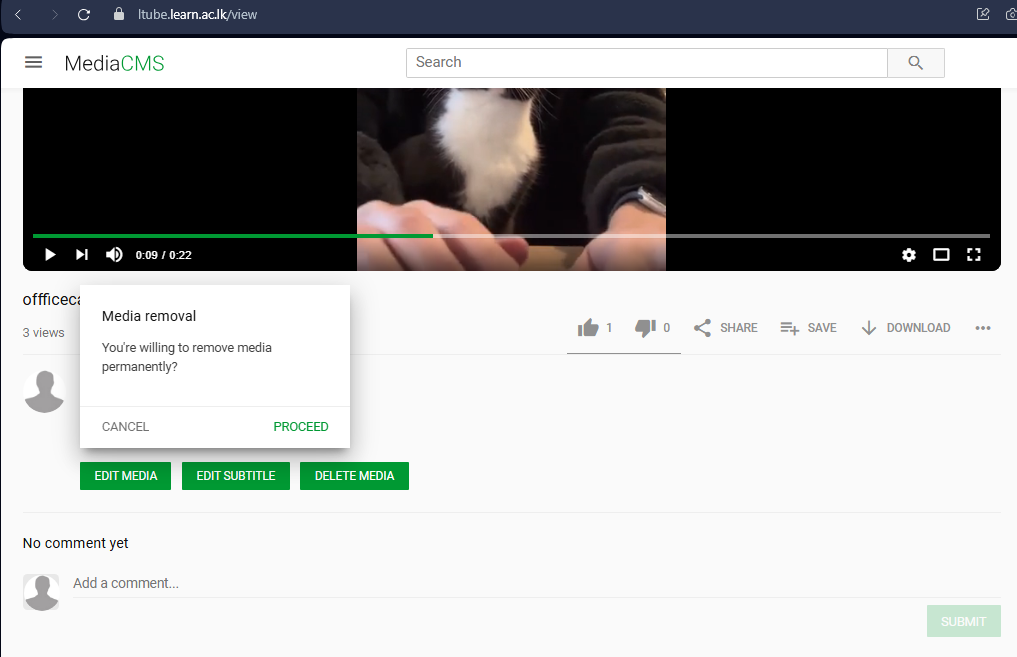 ltube.learn.ac.lk/view
MediaCMS
Search
0:09 / 0:22
3 views
1
0
SHARE
SAVE
DOWNLOAD
Media removal
You're willing to remove media
permanently?
CANCEL
PROCEED
EDIT MEDIA
EDIT SUBTITLE
DELETE MEDIA
No comment yet
Add a comment...
SUBMIT